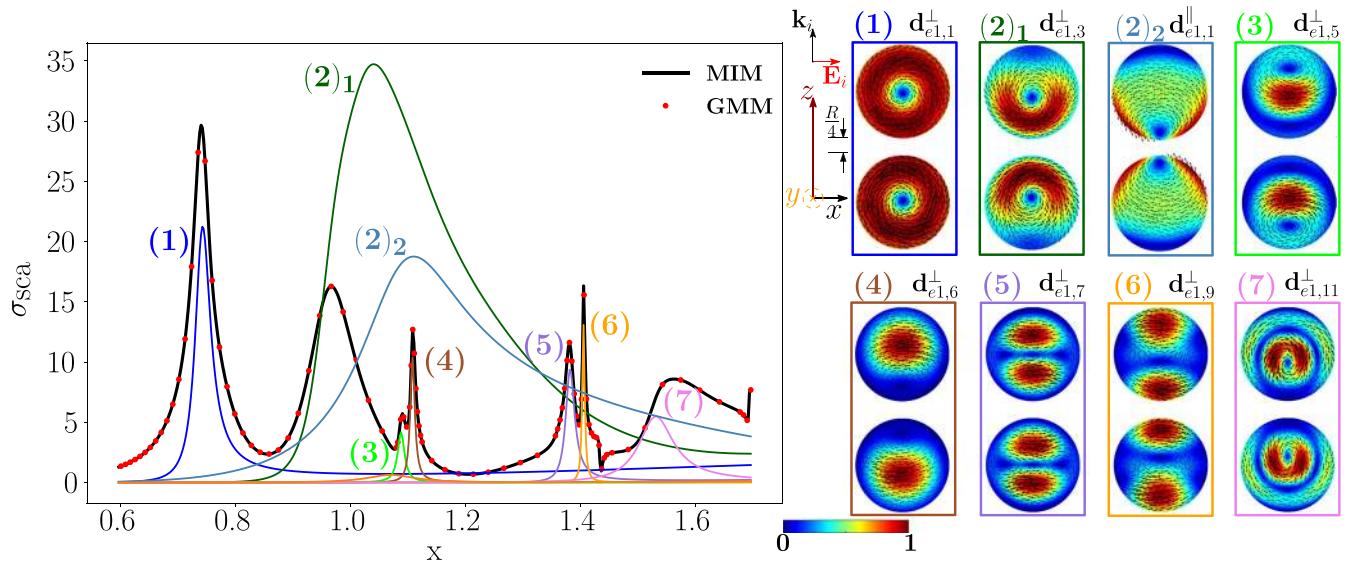 σsca
35
30
25
20
15
10
5
0
0.6
0.8
1.0
1.2
1.4
1.6
x
MIM
GMM
(1)
(2)₁
(2)₂
(3)
(4)
(5)
(6)
(7)
kᵢ
Eᵢ
z
R/4
y
x
(1) d⊥e1,1
(2)₁ d⊥e1,3
(2)₂ d∥e1,1
(3) d⊥e1,5
(4) d⊥e1,6
(5) d⊥e1,7
(6) d⊥e1,9
(7) d⊥e1,11
0 1